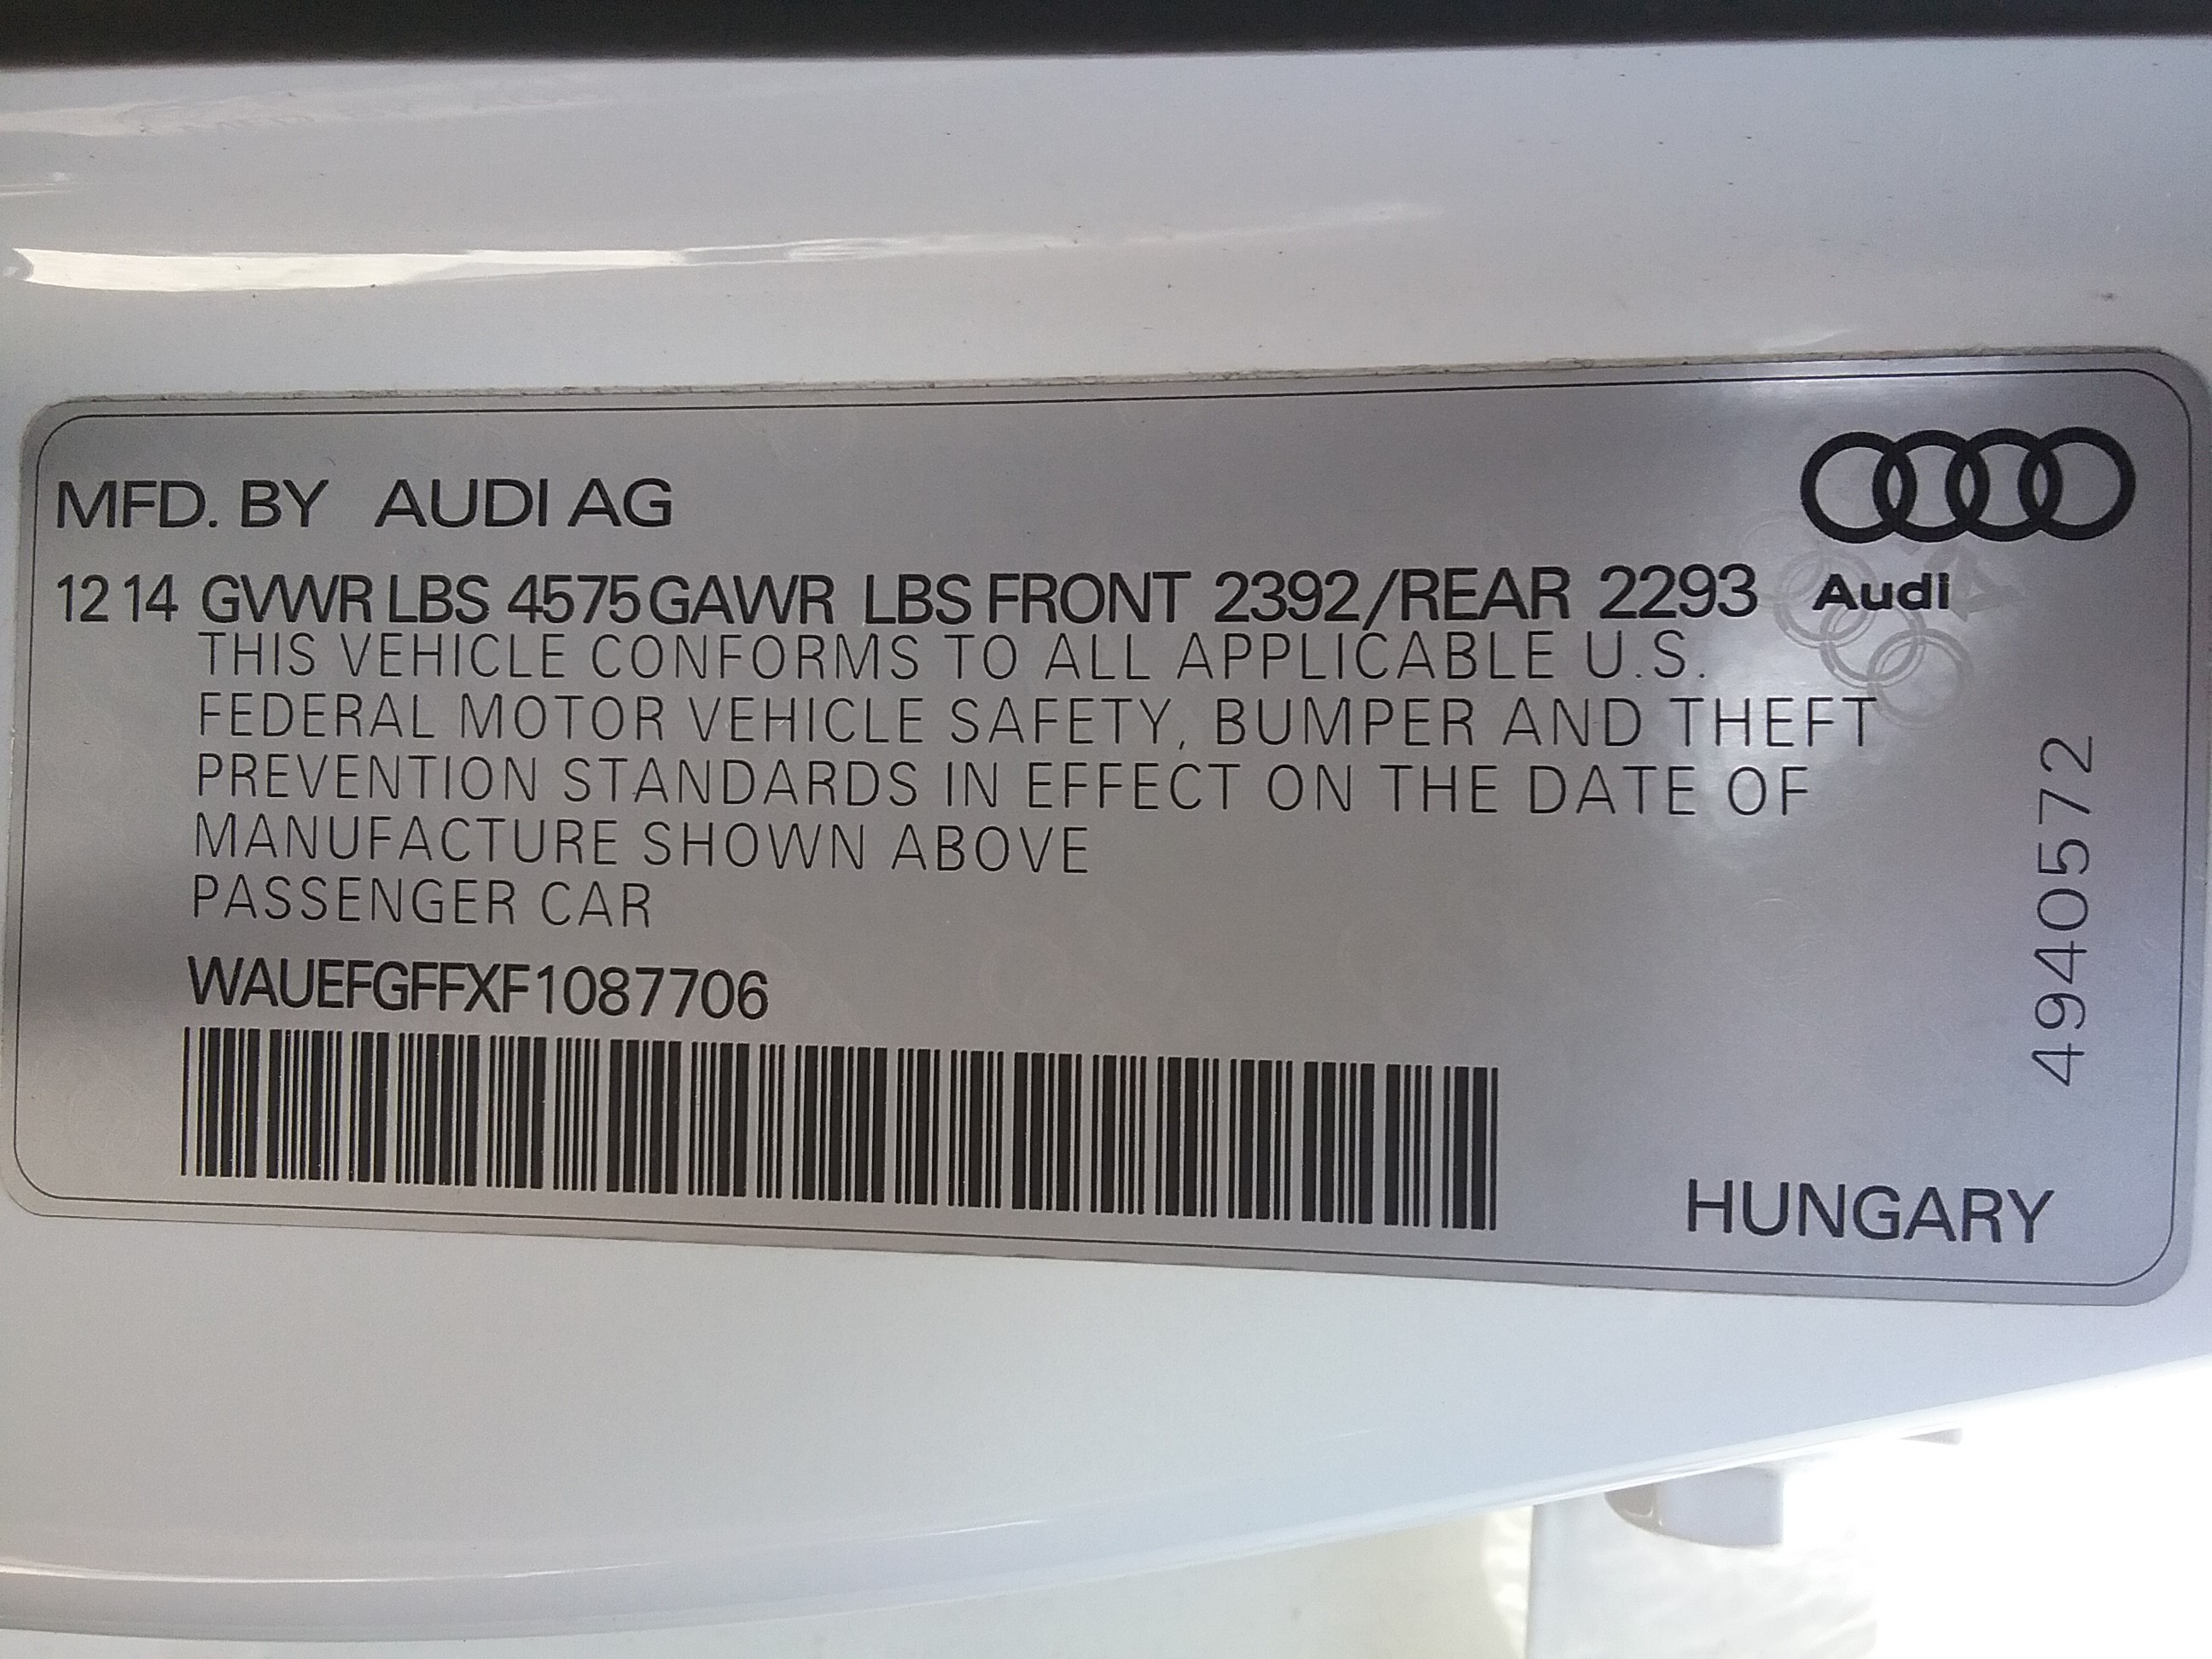 MFD. BY AUDI AG
12 14 GVWR LBS 4575 GAWR LBS FRONT 2392/REAR 2293
Audi
THIS VEHICLE CONFORMS TO ALL APPLICABLE U.S.
FEDERAL MOTOR VEHICLE SAFETY, BUMPER AND THEFT
PREVENTION STANDARDS IN EFFECT ON THE DATE OF
MANUFACTURE SHOWN ABOVE
PASSENGER CAR
WAUEFGFFXF1087706
4940572
HUNGARY